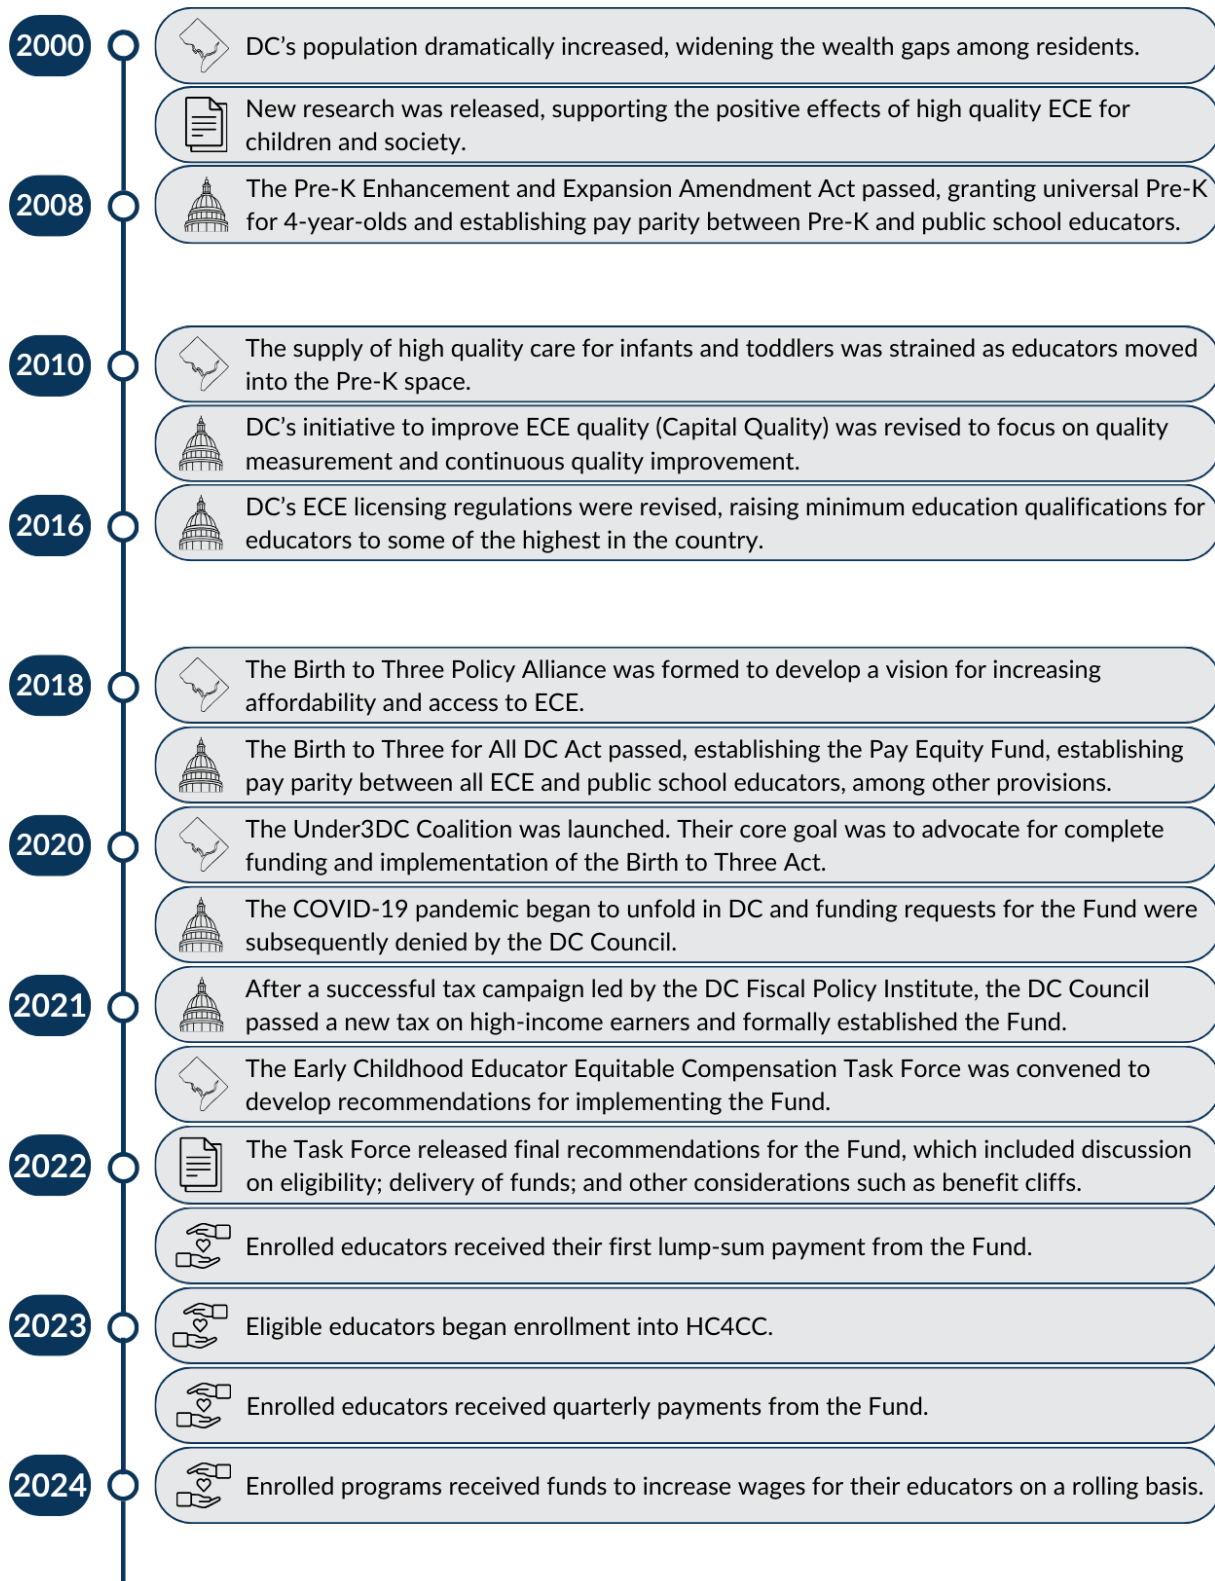 2000
DC’s population dramatically increased, widening the wealth gaps among residents.
New research was released, supporting the positive effects of high quality ECE for
children and society.
2008
The Pre-K Enhancement and Expansion Amendment Act passed, granting universal Pre-K
for 4-year-olds and establishing pay parity between Pre-K and public school educators.
2010
The supply of high quality care for infants and toddlers was strained as educators moved
into the Pre-K space.
DC’s initiative to improve ECE quality (Capital Quality) was revised to focus on quality
measurement and continuous quality improvement.
2016
DC’s ECE licensing regulations were revised, raising minimum education qualifications for
educators to some of the highest in the country.
2018
The Birth to Three Policy Alliance was formed to develop a vision for increasing
affordability and access to ECE.
The Birth to Three for All DC Act passed, establishing the Pay Equity Fund, establishing
pay parity between all ECE and public school educators, among other provisions.
2020
The Under3DC Coalition was launched. Their core goal was to advocate for complete
funding and implementation of the Birth to Three Act.
The COVID-19 pandemic began to unfold in DC and funding requests for the Fund were
subsequently denied by the DC Council.
2021
After a successful tax campaign led by the DC Fiscal Policy Institute, the DC Council
passed a new tax on high-income earners and formally established the Fund.
The Early Childhood Educator Equitable Compensation Task Force was convened to
develop recommendations for implementing the Fund.
2022
The Task Force released final recommendations for the Fund, which included discussion
on eligibility; delivery of funds; and other considerations such as benefit cliffs.
Enrolled educators received their first lump-sum payment from the Fund.
2023
Eligible educators began enrollment into HC4CC.
Enrolled educators received quarterly payments from the Fund.
2024
Enrolled programs received funds to increase wages for their educators on a rolling basis.